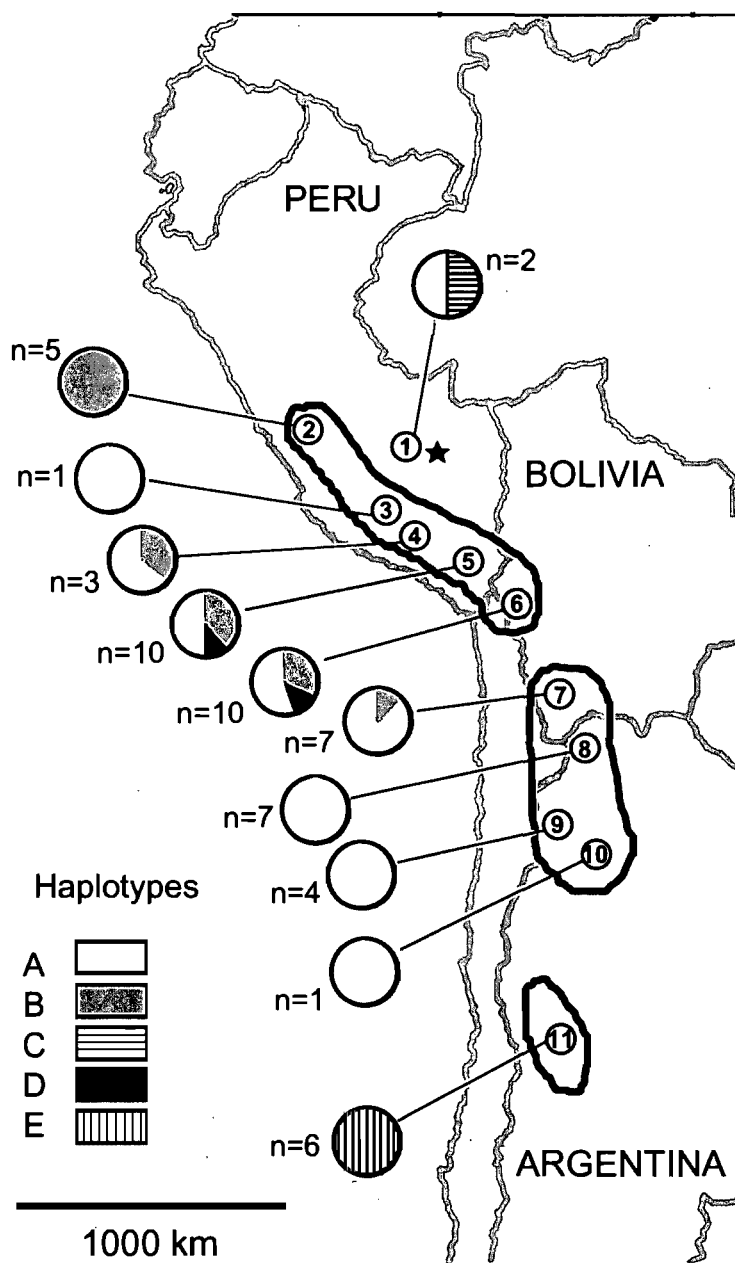 PERU
n=2
n=5
n=1
2
1
BOLIVIA
3
4
5
n=3
6
n=10
n=10
7
n=7
8
n=7
9
10
n=4
Haplotypes
A
B
C
D
E
n=1
11
n=6
ARGENTINA
1000 km